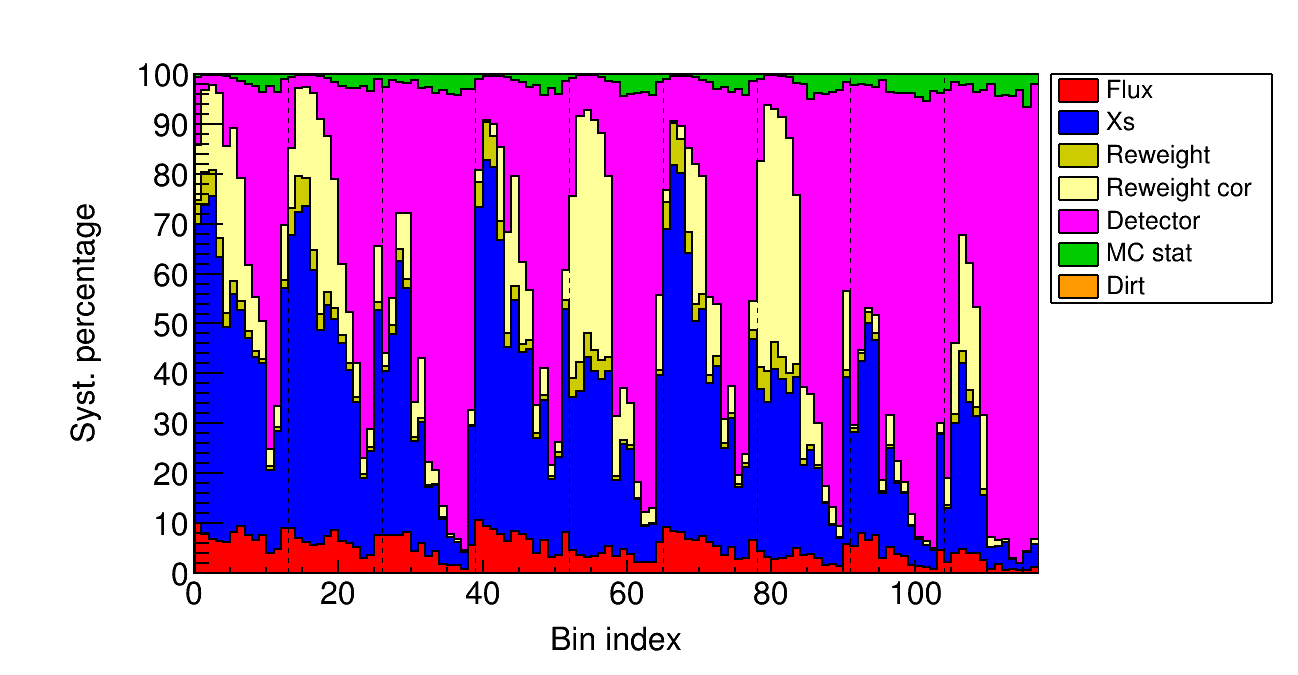 100
90
80
70
60
50
40
30
20
10
0
Syst. percentage
0 20 40 60 80 100
Bin index
Flux
Xs
Reweight
Reweight cor
Detector
MC stat
Dirt